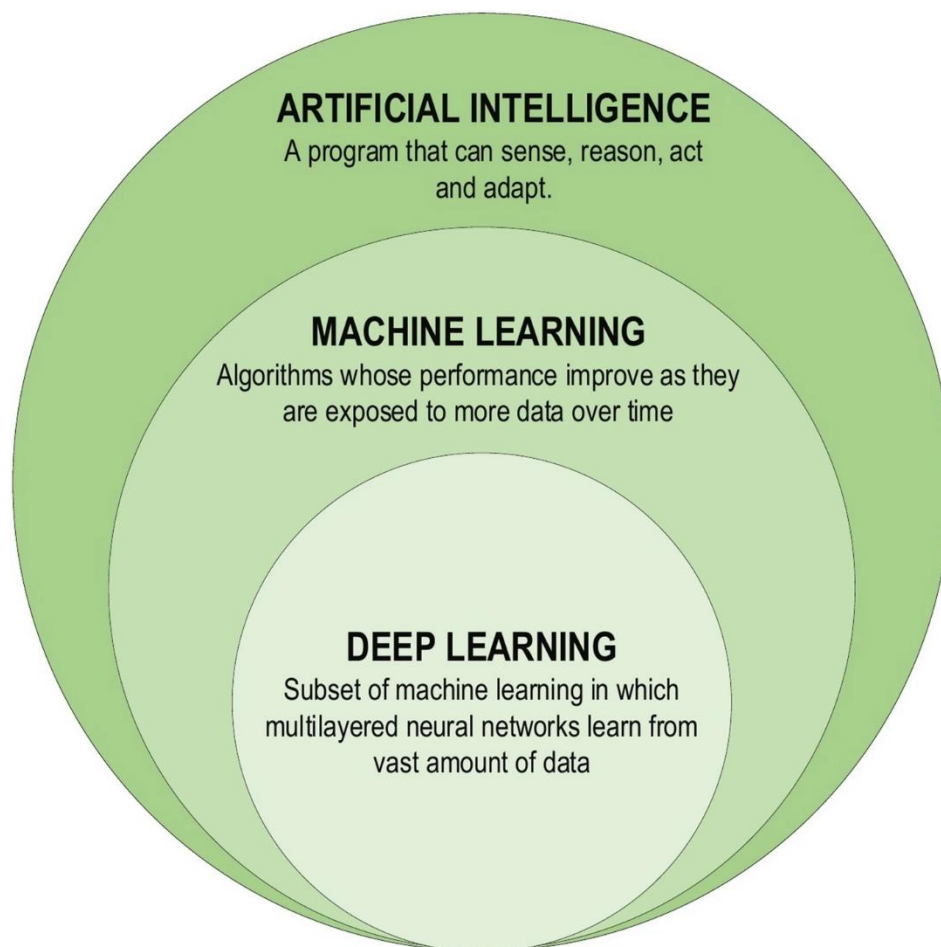 ARTIFICIAL INTELLIGENCE
A program that can sense, reason, act
and adapt.
MACHINE LEARNING
Algorithms whose performance improve as they
are exposed to more data over time
DEEP LEARNING
Subset of machine learning in which
multilayered neural networks learn from
vast amount of data